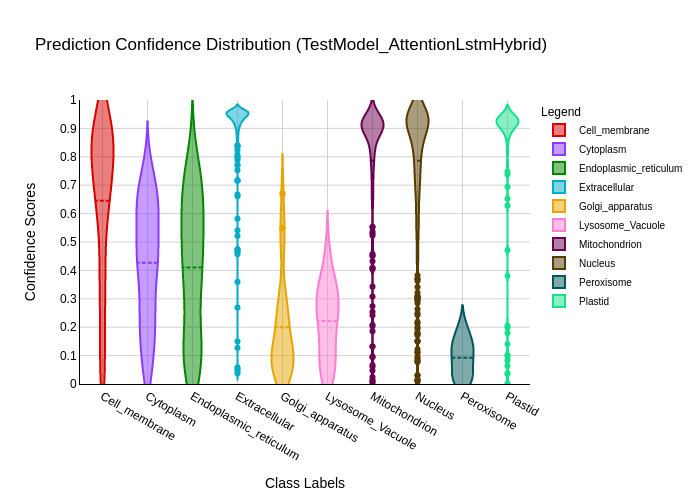 Prediction Confidence Distribution (TestModel_AttentionLstmHybrid)
Legend
Cell_membrane
Cytoplasm
Endoplasmic_reticulum
Extracellular
Golgi_apparatus
Lysosome_Vacuole
Mitochondrion
Nucleus
Peroxisome
Plastid
Confidence Scores
1
0.9
0.8
0.7
0.6
0.5
0.4
0.3
0.2
0.1
0
Cell_membrane
Cytoplasm
Endoplasmic_reticulum
Extracellular
Golgi_apparatus
Lysosome_Vacuole
Mitochondrion
Nucleus
Peroxisome
Plastid
Class Labels